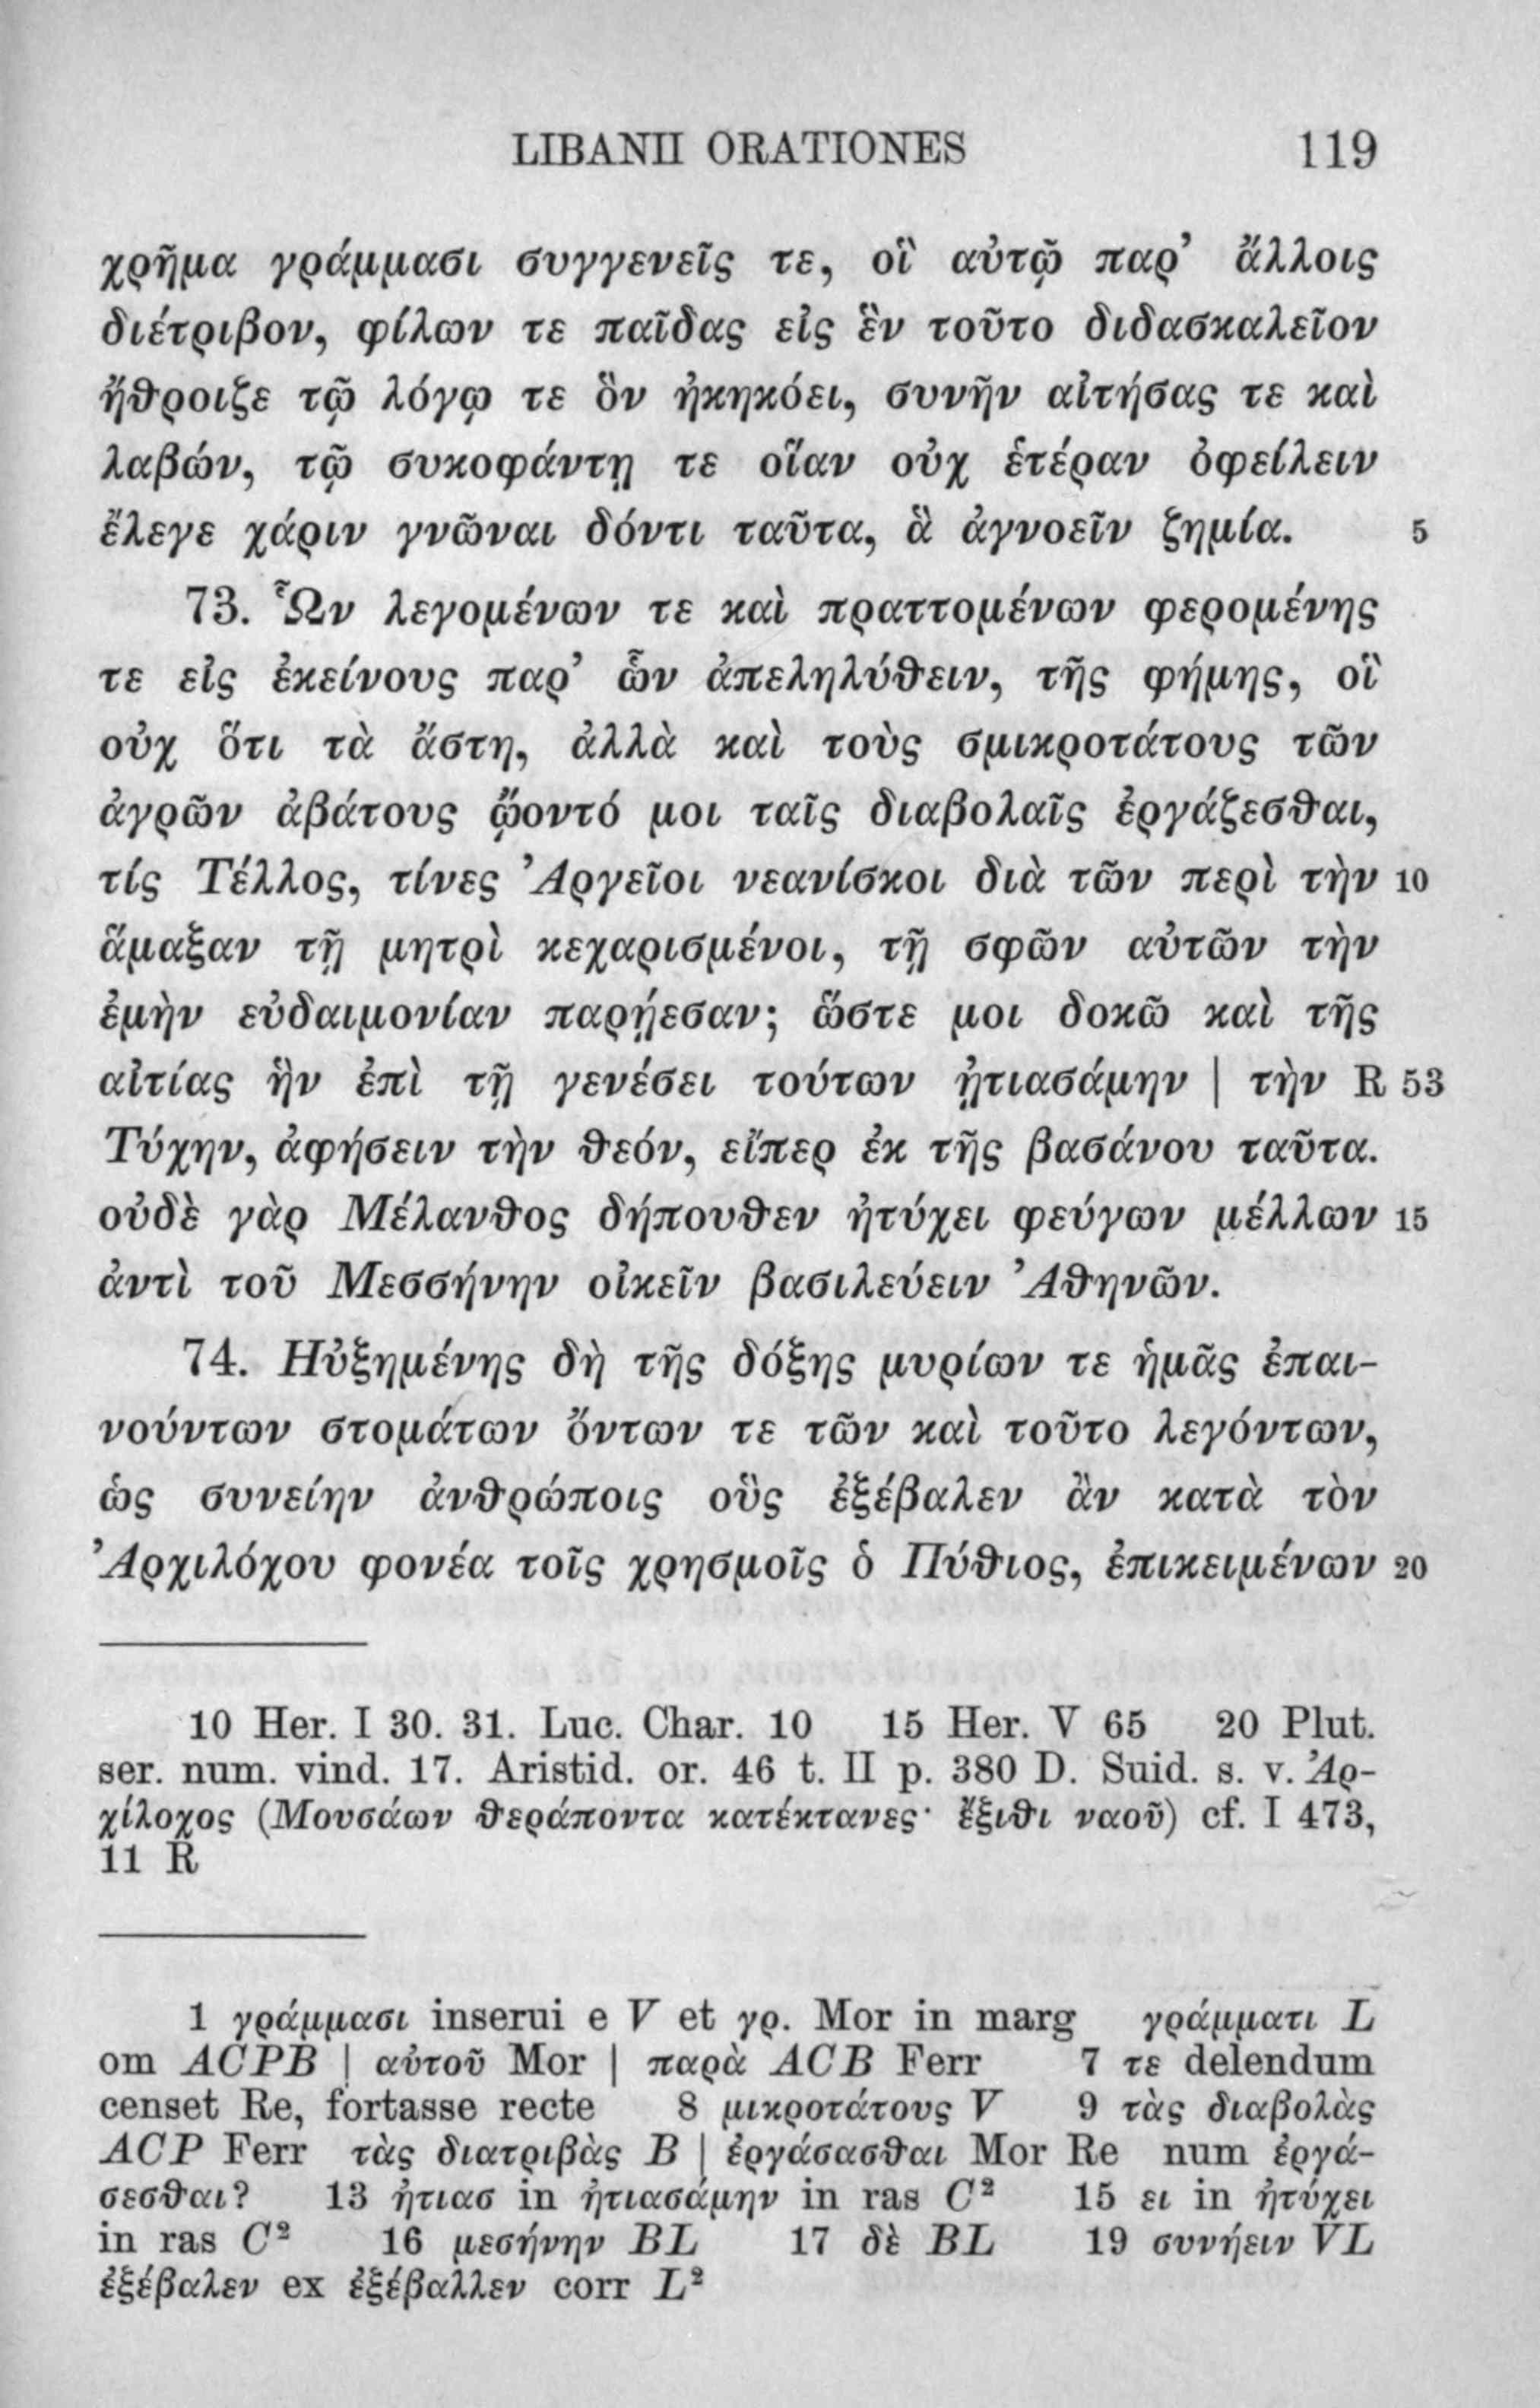 LIBANII ORATIONES 119
χρῆμα γράμμασι συγγενεῖς τε, οἳ αὐτῷ παρ’ ἄλλοις
διέτριβον, φίλων τε παῖδας εἰς ἓν τοῦτο διδασκαλεῖον
ἤθροιζε τῷ λόγῳ τε ὃν ἠκηκόει, συνῆν αἰτήσας τε καὶ
λαβών, τῷ συκοφάντῃ τε οἵαν οὐχ ἑτέραν ὀφείλειν
ἔλεγε χάριν γνῶναι δόντι ταῦτα, ἃ ἀγνοεῖν ζημία. 5
73. Ὧν λεγομένων τε καὶ πραττομένων φερομένης
τε εἰς ἐκείνους παρ’ ὧν ἀπεληλύθειν, τῆς φήμης, οἳ
οὐχ ὅτι τὰ ἄστη, ἀλλὰ καὶ τοὺς σμικροτάτους τῶν
ἀγρῶν ἀβάτους ᾤοντό μοι ταῖς διαβολαῖς ἐργάζεσθαι,
τίς Τέλλος, τίνες Ἀργεῖοι νεανίσκοι διὰ τῶν περὶ τὴν 10
ἅμαξαν τῇ μητρὶ κεχαρισμένοι, τῇ σφῶν αὐτῶν τὴν
ἐμὴν εὐδαιμονίαν παρῄεσαν; ὥστε μοι δοκῶ καὶ τῆς
αἰτίας ἣν ἐπὶ τῇ γενέσει τούτων ᾐτιασάμην | τὴν R 53
Τύχην, ἀφήσειν τὴν θεόν, εἴπερ ἐκ τῆς βασάνου ταῦτα.
οὐδὲ γὰρ Μέλανθος δήπουθεν ἠτύχει φεύγων μέλλων 15
ἀντὶ τοῦ Μεσσήνην οἰκεῖν βασιλεύειν Ἀθηνῶν.
74. Ηὐξημένης δὴ τῆς δόξης μυρίων τε ἡμᾶς ἐπαι-
νούντων στομάτων ὄντων τε τῶν καὶ τοῦτο λεγόντων,
ὡς συνείην ἀνθρώποις οὓς ἐξέβαλεν ἂν κατὰ τὸν
Ἀρχιλόχου φονέα τοῖς χρησμοῖς ὁ Πύθιος, ἐπικειμένων 20
10 Her. I 30. 31. Luc. Char. 10 15 Her. V 65 20 Plut.
ser. num. vind. 17. Aristid. or. 46 t. II p. 380 D. Suid. s. v. Ἀρ-
χίλοχος (Μουσάων θεράποντα κατέκτανες· ἔξιθι ναοῦ) cf. I 473,
11 R
1 γράμμασι inserui e V et γρ. Mor in marg γράμματι L
om ACPB | αὐτοῦ Mor | παρὰ ACB Ferr 7 τε delendum
censet Re, fortasse recte 8 μικροτάτους V 9 τὰς διαβολὰς
ACP Ferr τὰς διατριβὰς B | ἐργάσασθαι Mor Re num ἐργά-
σεσθαι? 13 ᾐτιασ in ᾐτιασάμην in ras C² 15 ει in ἠτύχει
in ras C² 16 μεσήνην BL 17 δὲ BL 19 συνήειν VL
ἐξέβαλεν ex ἐξέβαλλεν corr L²